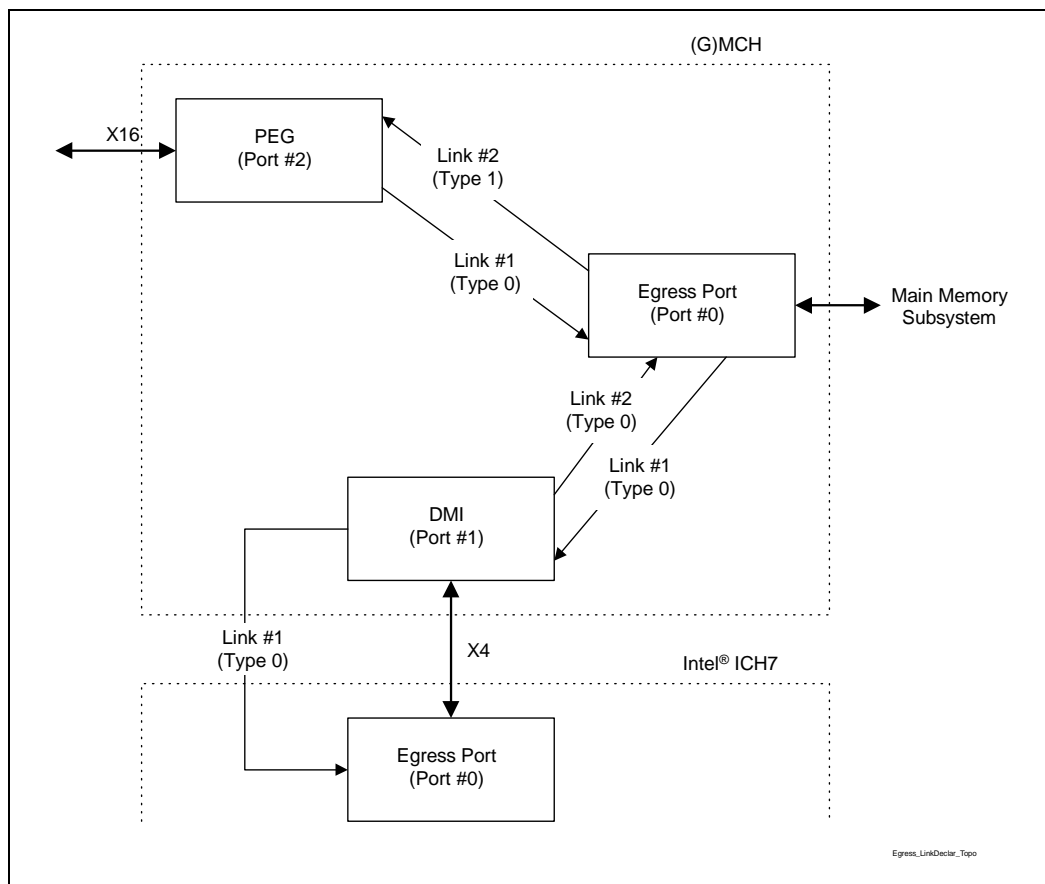 (G)MCH
X16
PEG
(Port #2)
Link #2
(Type 1)
Link #1
(Type 0)
Egress Port
(Port #0)
Main Memory
Subsystem
Link #2
(Type 0)
Link #1
(Type 0)
DMI
(Port #1)
Link #1
(Type 0)
X4
Intel® ICH7
Egress Port
(Port #0)
Egress_LinkDeclar_Topo